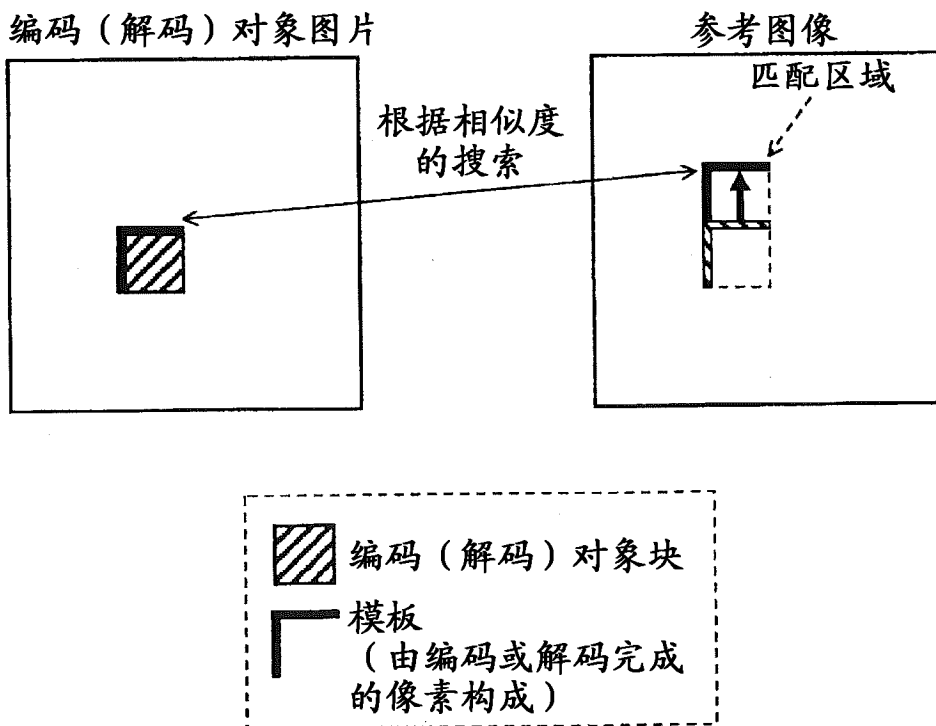 编码（解码）对象图片
参考图像
匹配区域
根据相似度
的搜索
编码（解码）对象块
模板
（由编码或解码完成
的像素构成）